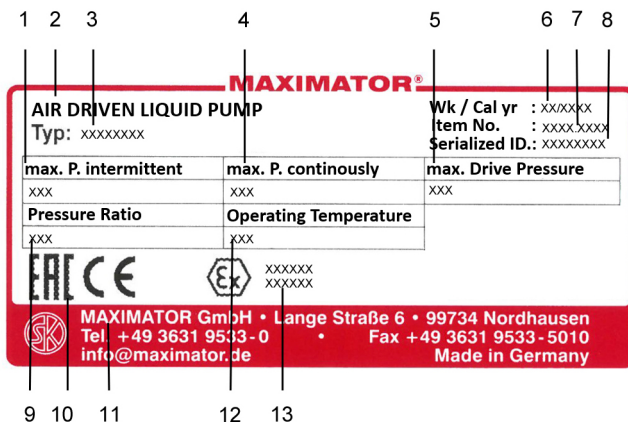 1 2 3 4 5 6 7 8
MAXIMATOR®
AIR DRIVEN LIQUID PUMP
Typ: xxxxxxxx
Wk / Cal yr : xx/xxxx
Item No. : xxxx.xxxx
Serialized ID.: xxxxxxxx
max. P. intermittent max. P. continously max. Drive Pressure
xxx xxx xxx
Pressure Ratio Operating Temperature
xxx xxx
EAC CE Ex xxxxxx
xxxxxx
SK
MAXIMATOR GmbH • Lange Straße 6 • 99734 Nordhausen
Tel. +49 3631 9533-0 • Fax +49 3631 9533-5010
info@maximator.de Made in Germany
9 10 11 12 13